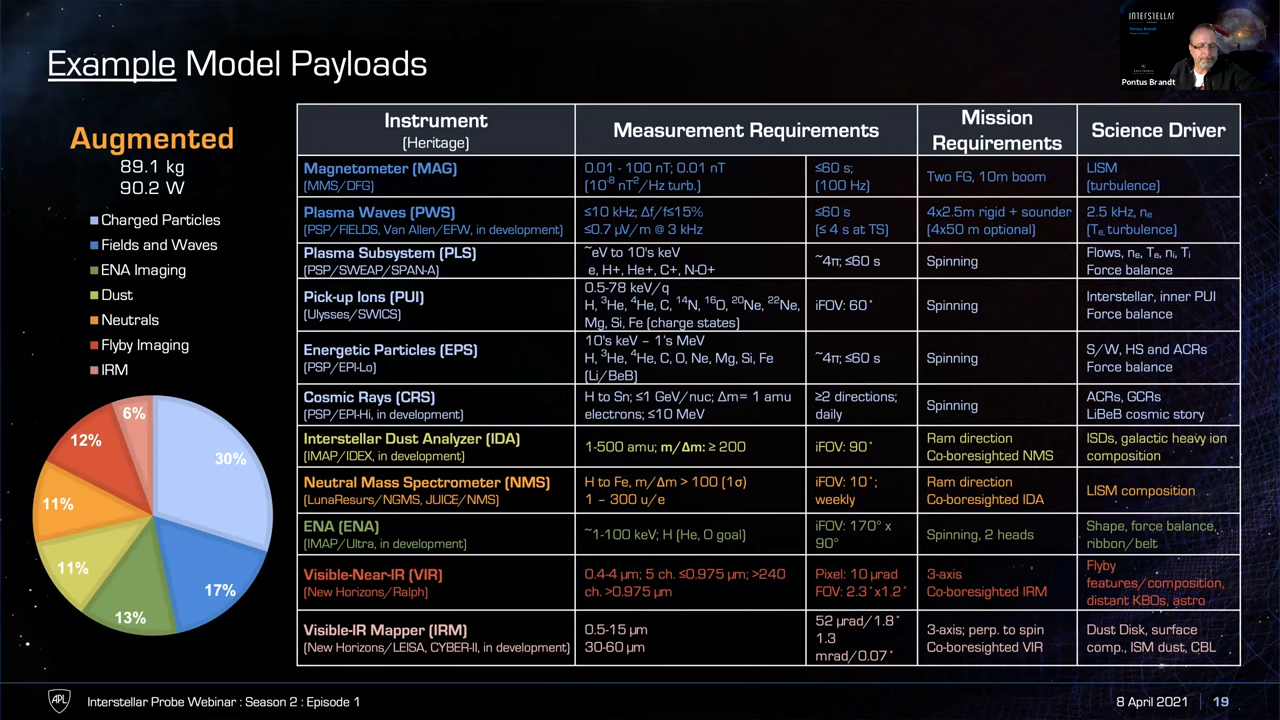 INTERSTELLAR
Pontus Brandt
Pontus Brandt
Example Model Payloads
Augmented
89.1 kg
90.2 W
Charged Particles
Fields and Waves
ENA Imaging
Dust
Neutrals
Flyby Imaging
IRM
30%
17%
13%
11%
11%
12%
6%
Instrument
(Heritage)
Measurement Requirements
Mission
Requirements
Science Driver
Magnetometer (MAG)
(MMS/DFG)
0.01 - 100 nT; 0.01 nT
(10⁻⁸ nT²/Hz turb.)
≤60 s;
(100 Hz)
Two FG, 10m boom
LISM
(turbulence)
Plasma Waves (PWS)
(PSP/FIELDS, Van Allen/EFW, in development)
≤10 kHz; Δf/f≤15%
≤0.7 μV/m @ 3 kHz
≤60 s
(≤ 4 s at TS)
4x2.5m rigid + sounder
(4x50 m optional)
2.5 kHz, nₑ
(Tₑ, turbulence)
Plasma Subsystem (PLS)
(PSP/SWEAP/SPAN-A)
~eV to 10's keV
e, H+, He+, C+, N-O+
~4π; ≤60 s
Spinning
Flows, nₑ, Tₑ, nᵢ, Tᵢ
Force balance
Pick-up Ions (PUI)
(Ulysses/SWICS)
0.5-78 keV/q
H, ³He, ⁴He, C, ¹⁴N, ¹⁶O, ²⁰Ne, ²²Ne,
Mg, Si, Fe (charge states)
iFOV: 60°
Spinning
Interstellar, inner PUI
Force balance
Energetic Particles (EPS)
(PSP/EPI-Lo)
10's keV – 1's MeV
H, ³He, ⁴He, C, O, Ne, Mg, Si, Fe
(Li/BeB)
~4π; ≤60 s
Spinning
S/W, HS and ACRs
Force balance
Cosmic Rays (CRS)
(PSP/EPI-Hi, in development)
H to Sn; ≤1 GeV/nuc; Δm= 1 amu
electrons; ≤10 MeV
≥2 directions;
daily
Spinning
ACRs, GCRs
LiBeB cosmic story
Interstellar Dust Analyzer (IDA)
(IMAP/IDEX, in development)
1-500 amu; m/Δm: ≥ 200
iFOV: 90°
Ram direction
Co-boresighted NMS
ISDs, galactic heavy ion
composition
Neutral Mass Spectrometer (NMS)
(LunaResurs/NGMS, JUICE/NMS)
H to Fe, m/Δm > 100 (1σ)
1 – 300 u/e
iFOV: 10°;
weekly
Ram direction
Co-boresighted IDA
LISM composition
ENA (ENA)
(IMAP/Ultra, in development)
~1-100 keV; H (He, O goal)
iFOV: 170° x
90°
Spinning, 2 heads
Shape, force balance,
ribbon/belt
Visible-Near-IR (VIR)
(New Horizons/Ralph)
0.4-4 μm; 5 ch. ≤0.975 μm; >240
ch. >0.975 μm
Pixel: 10 μrad
FOV: 2.3°x1.2°
3-axis
Co-boresighted IRM
Flyby
features/composition,
distant KBOs, astro
Visible-IR Mapper (IRM)
(New Horizons/LEISA, CYBER-II, in development)
0.5-15 μm
30-60 μm
52 μrad/1.8°
1.3
mrad/0.07°
3-axis; perp. to spin
Co-boresighted VIR
Dust Disk, surface
comp., ISM dust, CBL
APL
Interstellar Probe Webinar : Season 2 : Episode 1
8 April 2021
19